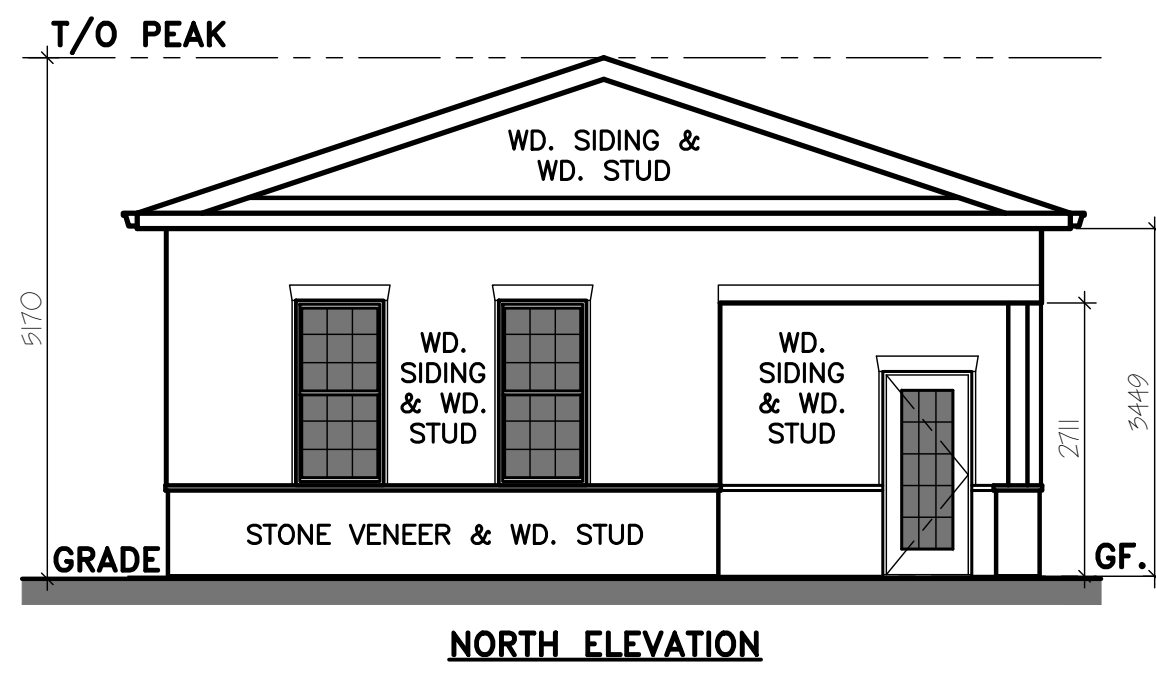 T/O PEAK
WD. SIDING &
WD. STUD
5170
WD.
SIDING
& WD.
STUD
WD.
SIDING
& WD.
STUD
2711
3449
STONE VENEER & WD. STUD
GRADE
GF.
NORTH ELEVATION